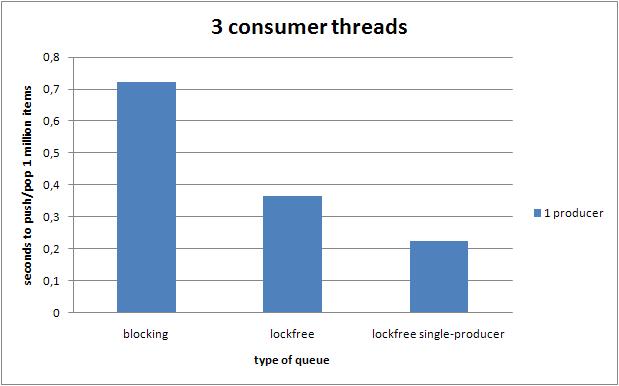 3 consumer threads
seconds to push/pop 1 million items
0,8
0,7
0,6
0,5
0,4
0,3
0,2
0,1
0
blocking
lockfree
lockfree single-producer
type of queue
1 producer